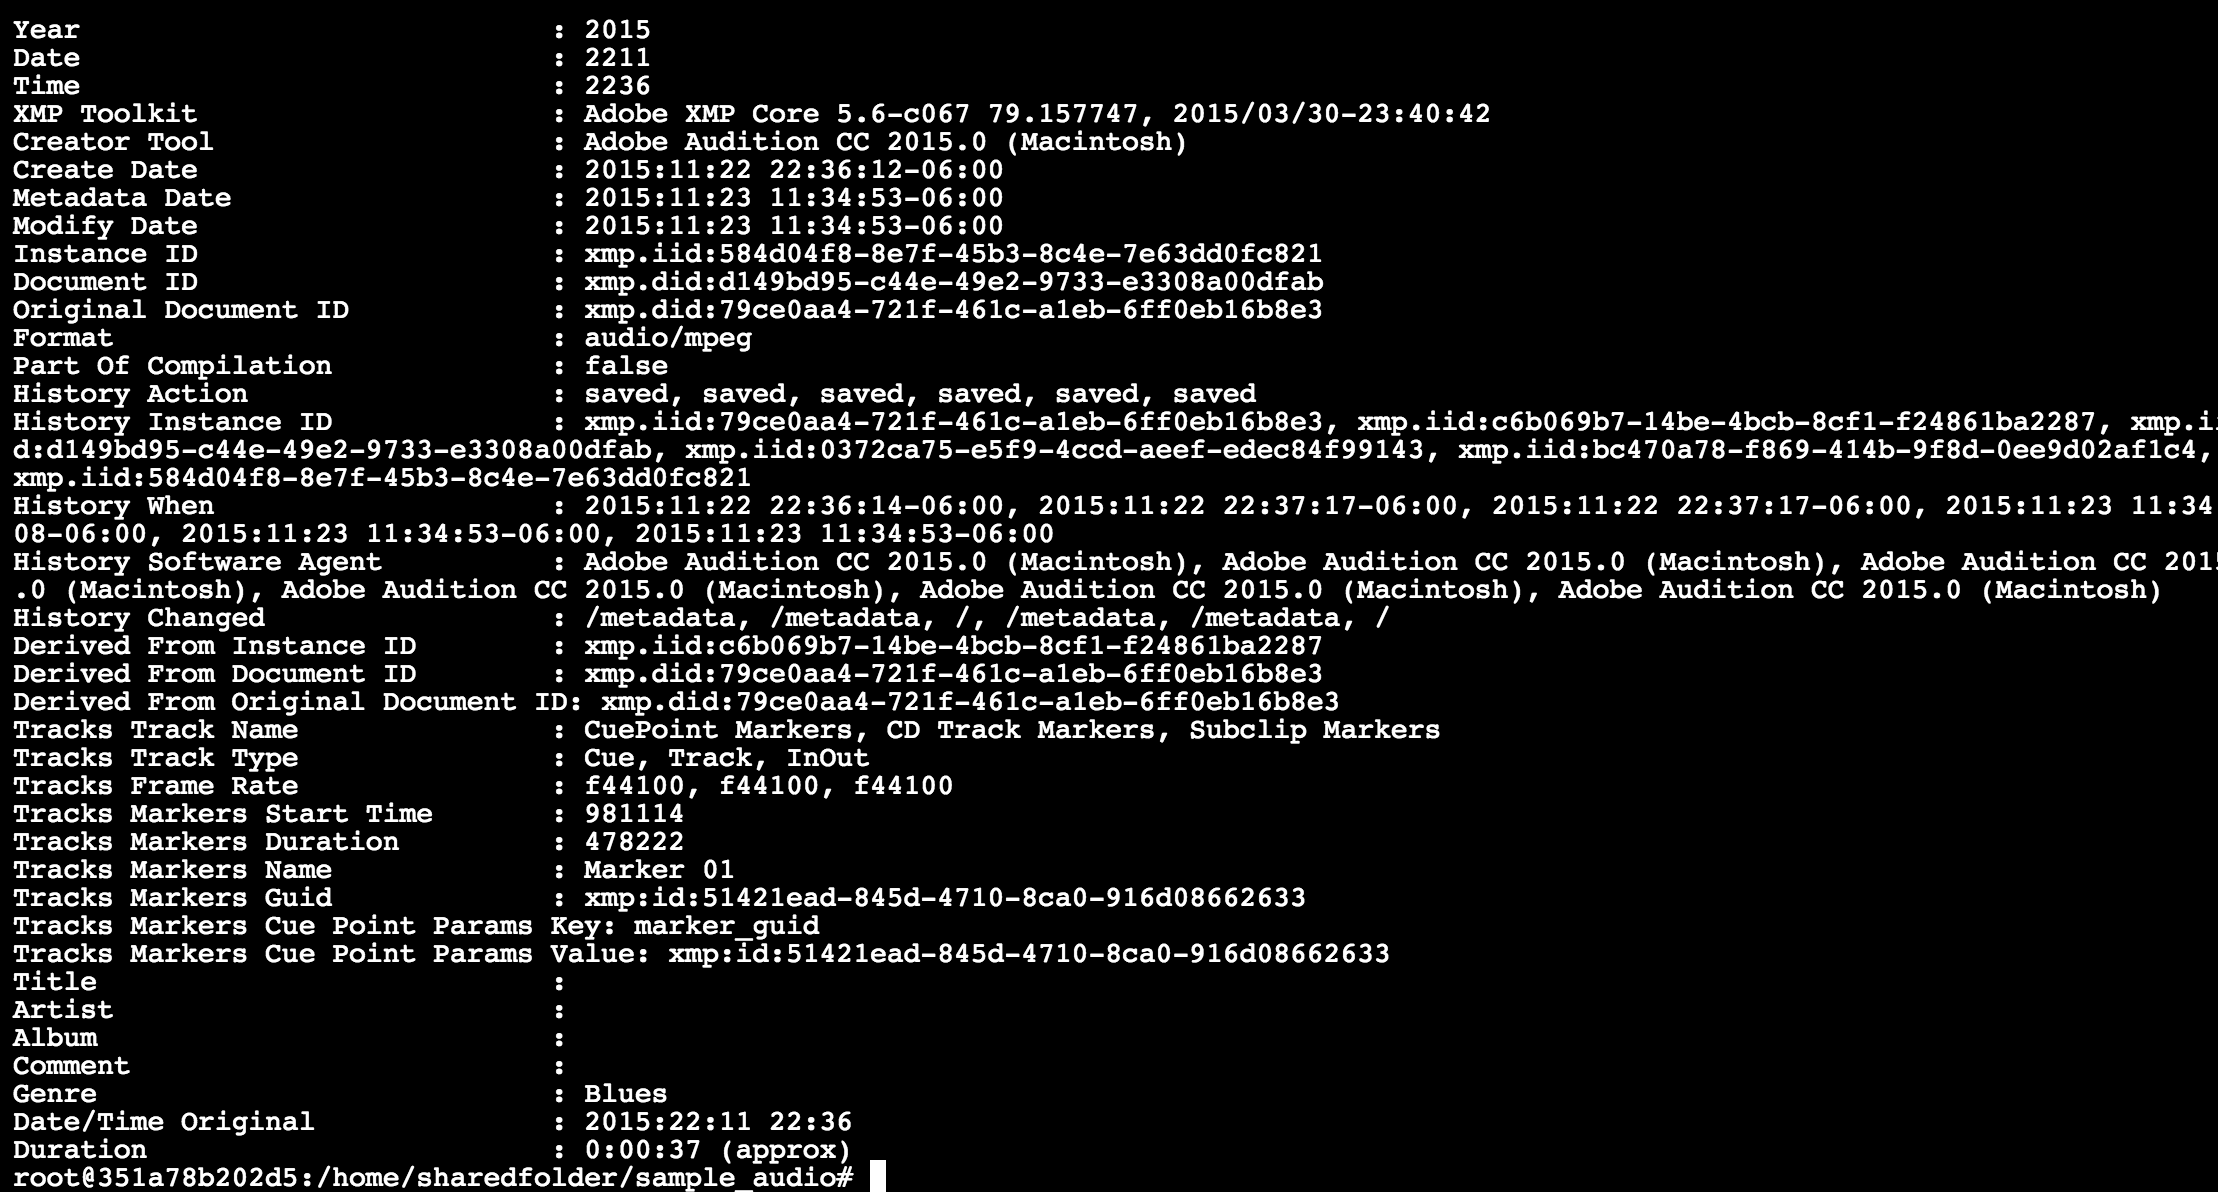 Year                            : 2015
Date                            : 2211
Time                            : 2236
XMP Toolkit                     : Adobe XMP Core 5.6-c067 79.157747, 2015/03/30-23:40:42
Creator Tool                    : Adobe Audition CC 2015.0 (Macintosh)
Create Date                     : 2015:11:22 22:36:12-06:00
Metadata Date                   : 2015:11:23 11:34:53-06:00
Modify Date                     : 2015:11:23 11:34:53-06:00
Instance ID                     : xmp.iid:584d04f8-8e7f-45b3-8c4e-7e63dd0fc821
Document ID                     : xmp.did:d149bd95-c44e-49e2-9733-e3308a00dfab
Original Document ID            : xmp.did:79ce0aa4-721f-461c-a1eb-6ff0eb16b8e3
Format                          : audio/mpeg
Part Of Compilation             : false
History Action                  : saved, saved, saved, saved, saved, saved
History Instance ID             : xmp.iid:79ce0aa4-721f-461c-a1eb-6ff0eb16b8e3, xmp.iid:c6b069b7-14be-4bcb-8cf1-f24861ba2287, xmp.i
d:d149bd95-c44e-49e2-9733-e3308a00dfab, xmp.iid:0372ca75-e5f9-4ccd-aeef-edec84f99143, xmp.iid:bc470a78-f869-414b-9f8d-0ee9d02af1c4,
xmp.iid:584d04f8-8e7f-45b3-8c4e-7e63dd0fc821
History When                    : 2015:11:22 22:36:14-06:00, 2015:11:22 22:37:17-06:00, 2015:11:22 22:37:17-06:00, 2015:11:23 11:34
08-06:00, 2015:11:23 11:34:53-06:00, 2015:11:23 11:34:53-06:00
History Software Agent          : Adobe Audition CC 2015.0 (Macintosh), Adobe Audition CC 2015.0 (Macintosh), Adobe Audition CC 201
.0 (Macintosh), Adobe Audition CC 2015.0 (Macintosh), Adobe Audition CC 2015.0 (Macintosh), Adobe Audition CC 2015.0 (Macintosh)
History Changed                 : /metadata, /metadata, /, /metadata, /metadata, /
Derived From Instance ID        : xmp.iid:c6b069b7-14be-4bcb-8cf1-f24861ba2287
Derived From Document ID        : xmp.did:79ce0aa4-721f-461c-a1eb-6ff0eb16b8e3
Derived From Original Document ID: xmp.did:79ce0aa4-721f-461c-a1eb-6ff0eb16b8e3
Tracks Track Name               : CuePoint Markers, CD Track Markers, Subclip Markers
Tracks Track Type               : Cue, Track, InOut
Tracks Frame Rate               : f44100, f44100, f44100
Tracks Markers Start Time       : 981114
Tracks Markers Duration         : 478222
Tracks Markers Name             : Marker 01
Tracks Markers Guid             : xmp:id:51421ead-845d-4710-8ca0-916d08662633
Tracks Markers Cue Point Params Key: marker_guid
Tracks Markers Cue Point Params Value: xmp:id:51421ead-845d-4710-8ca0-916d08662633
Title                           :
Artist                          :
Album                           :
Comment                         :
Genre                           : Blues
Date/Time Original              : 2015:22:11 22:36
Duration                        : 0:00:37 (approx)
root@351a78b202d5:/home/sharedfolder/sample_audio#